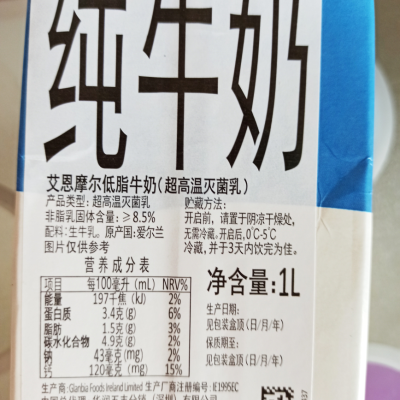 纯牛奶
艾恩摩尔低脂牛奶(超高温灭菌乳)
产品类型: 超高温灭菌乳
非脂乳固体含量: ≥8.5%
配料: 生牛乳。原产国:爱尔兰
图片仅供参考
贮藏方法:
开启前, 请置于阴凉干燥处,
无需冷藏。开启后, 0℃-5℃
冷藏, 并于3天内饮完为佳。
营养成分表
项目 每100毫升 (mL) NRV%
能量 197千焦 (kJ) 2%
蛋白质 3.4克 (g) 6%
脂肪 1.5克 (g) 3%
碳水化合物 4.9克 (g) 2%
钠 43毫克 (mg) 2%
钙 120毫克 (mg) 15%
净含量: 1L
生产日期:
见包装盒顶 (日/月/年)
保质期至:
见包装盒顶 (日/月/年)
生产商名称: Glanbia Foods Ireland Limited 生产厂商注册编号: IE1995EC